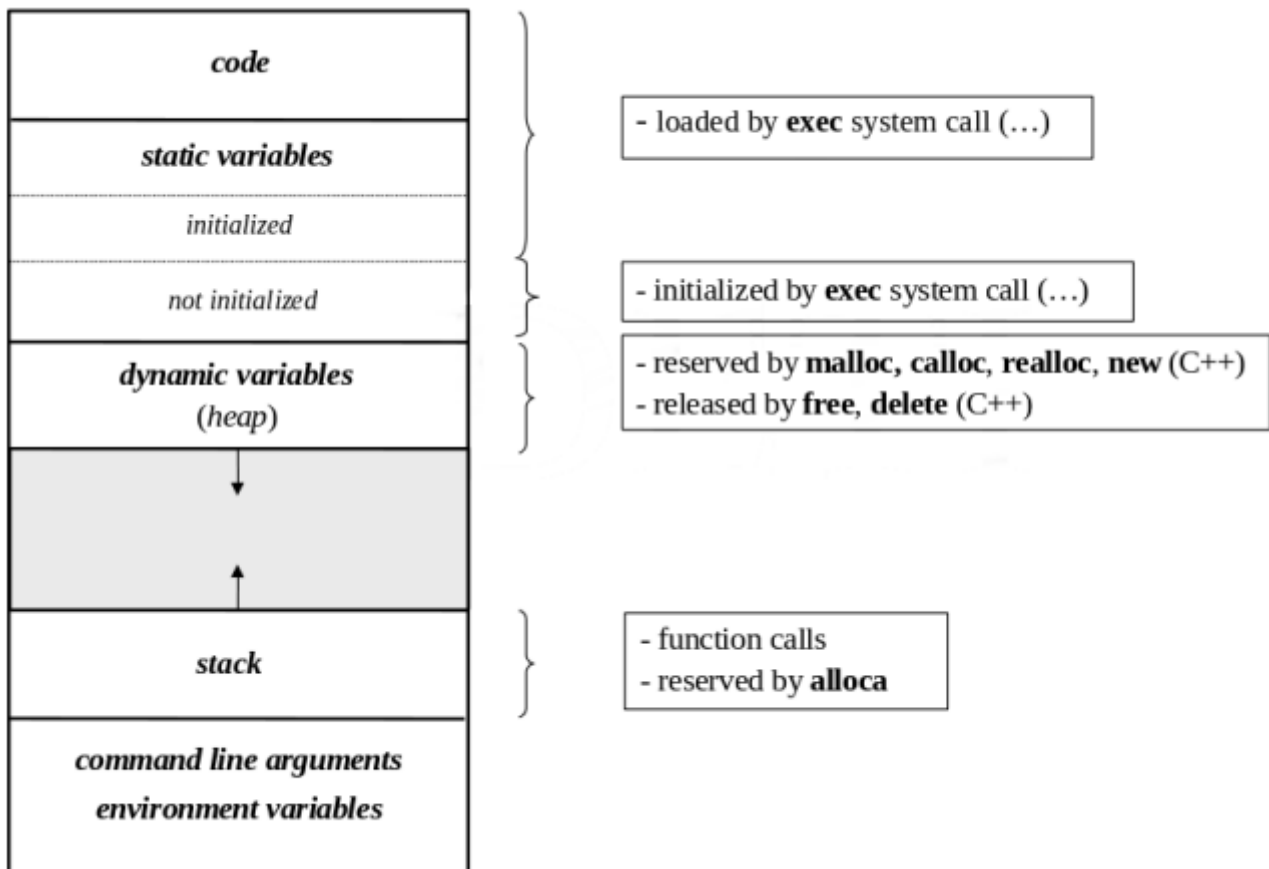 code
- loaded by exec system call (…)
static variables
initialized
not initialized
- initialized by exec system call (…)
dynamic variables
(heap)
- reserved by malloc, calloc, realloc, new (C++)
- released by free, delete (C++)
stack
- function calls
- reserved by alloca
command line arguments
environment variables